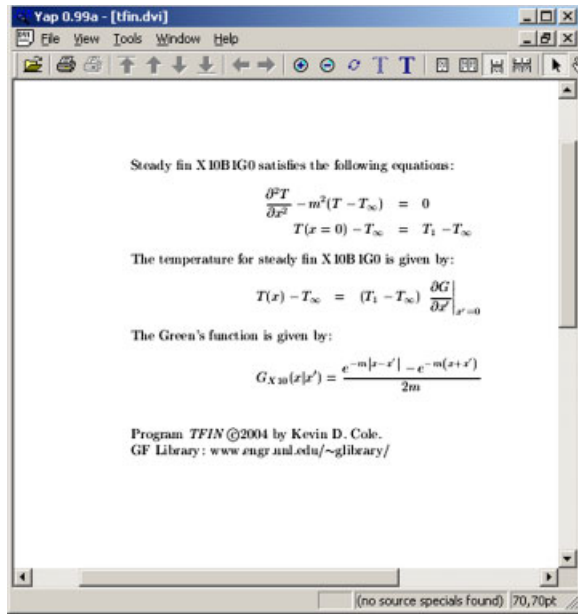 Yap 0.99a - [tfin.dvi]
File View Tools Window Help
Steady fin X10B1G0 satisfies the following equations:
∂²T/∂x² − m²(T − T∞) = 0
T(x = 0) − T∞ = T₁ − T∞
The temperature for steady fin X10B1G0 is given by:
T(x) − T∞ = (T₁ − T∞) ∂G/∂x′|ₓ′₌₀
The Green's function is given by:
G_X10(x|x′) = (e^(−m|x−x′|) − e^(−m(x+x′)))/2m
Program TFIN ©2004 by Kevin D. Cole.
GF Library: www.engr.unl.edu/~glibrary/
(no source specials found) 70,70pt